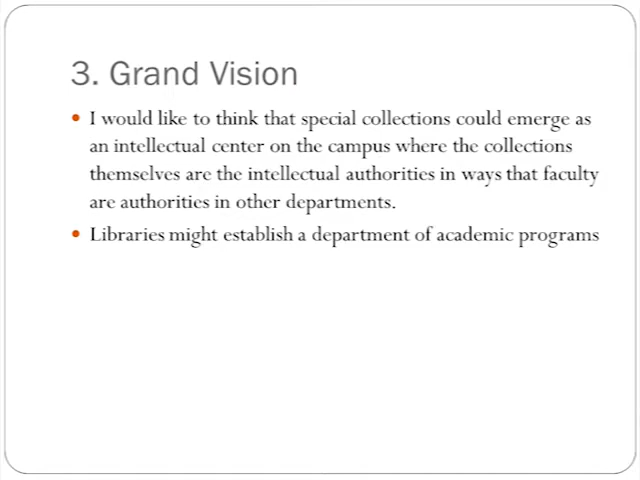 3. Grand Vision
• I would like to think that special collections could emerge as
an intellectual center on the campus where the collections
themselves are the intellectual authorities in ways that faculty
are authorities in other departments.
• Libraries might establish a department of academic programs